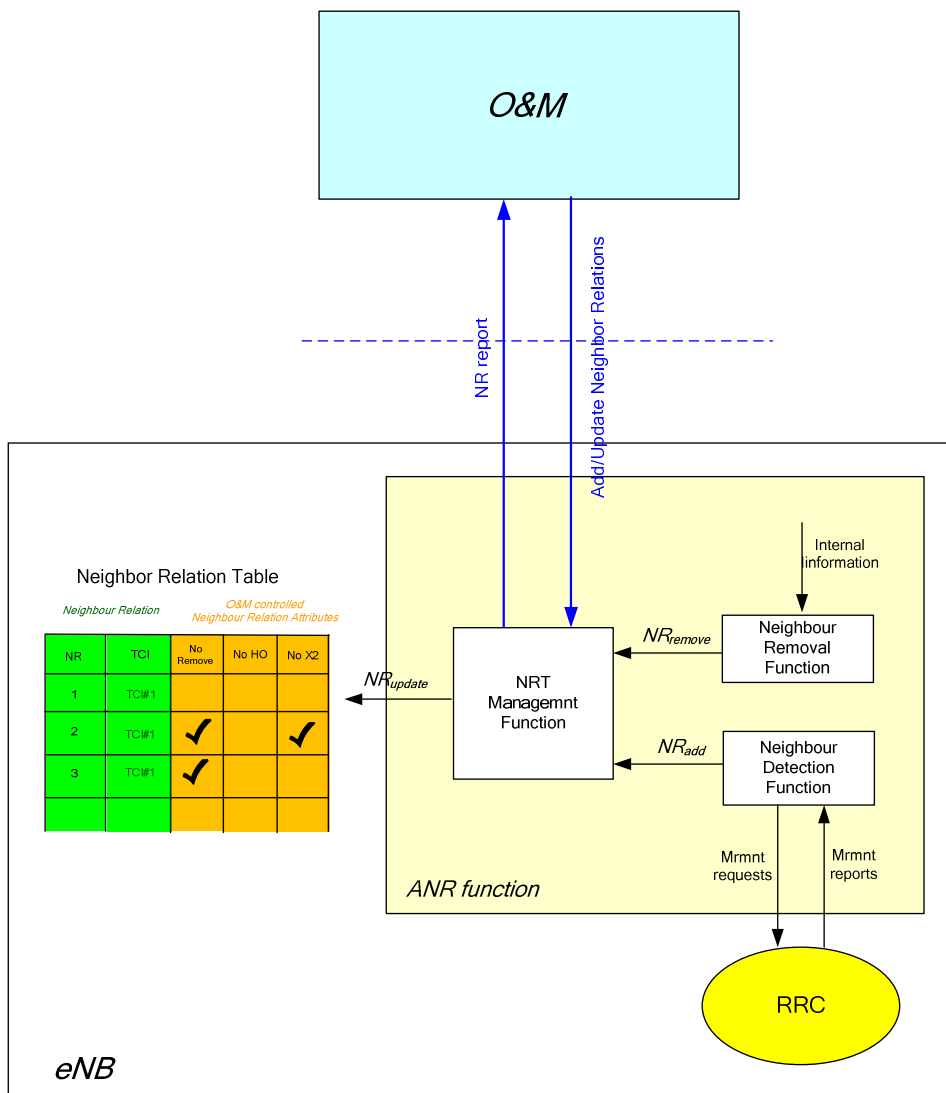 O&M
NR report
Add/Update Neighbor Relations
Neighbor Relation Table
Neighbour Relation
O&M controlled
Neighbour Relation Attributes
NR TCI No Remove No HO No X2
1 TCI#1
2 TCI#1
3 TCI#1
NRupdate
NRT
Managemnt
Function
NRremove
NRadd
Internal
Iinformation
Neighbour
Removal
Function
Neighbour
Detection
Function
Mrmnt
requests
Mrmnt
reports
ANR function
RRC
eNB